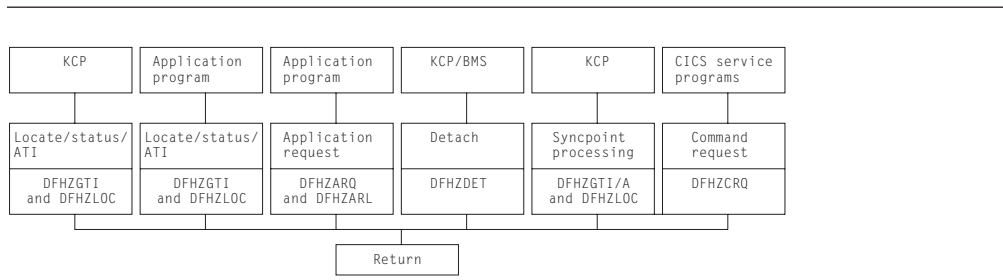 KCP
Application
program
Application
program
KCP/BMS
KCP
CICS service
programs
Locate/status/
ATI
Locate/status/
ATI
Application
request
Detach
Syncpoint
processing
Command
request
DFHZGTI
and DFHZLOC
DFHZGTI
and DFHZLOC
DFHZARQ
and DFHZARL
DFHZDET
DFHZGTI/A
and DFHZLOC
DFHZCRQ
Return